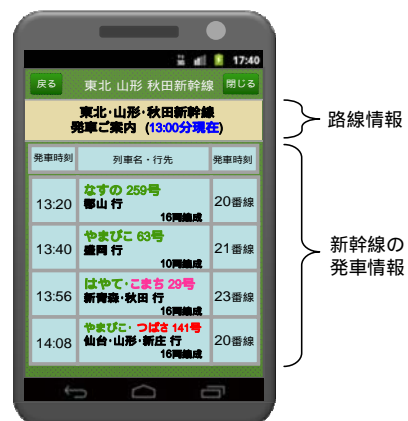 17:40
戻る
東北 山形 秋田新幹線
閉じる
東北・山形・秋田新幹線
発車ご案内 (13:00分現在)
路線情報
発車時刻
列車名・行先
発車時刻
13:20
なすの 259号
郡山 行
16両編成
20番線
13:40
やまびこ 63号
盛岡 行
10両編成
21番線
新幹線の
発車情報
13:56
はやて・こまち 29号
新青森・秋田 行
16両編成
23番線
14:08
やまびこ・つばさ 141号
仙台・山形・新庄 行
16両編成
20番線